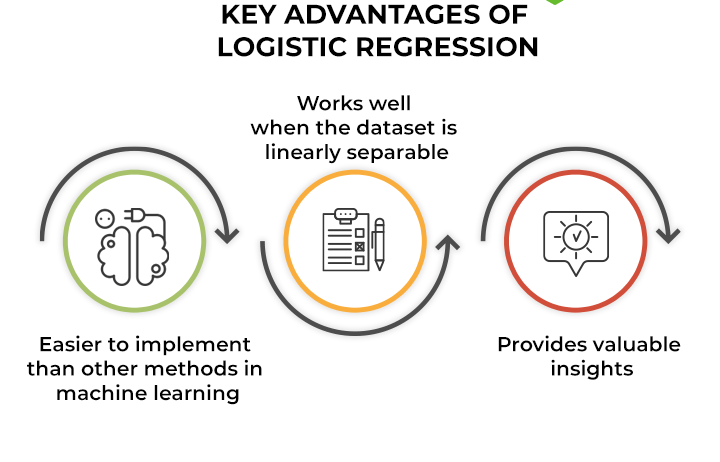 KEY ADVANTAGES OF
LOGISTIC REGRESSION
Works well
when the dataset is
linearly separable
Easier to implement
than other methods in
machine learning
Provides valuable
insights